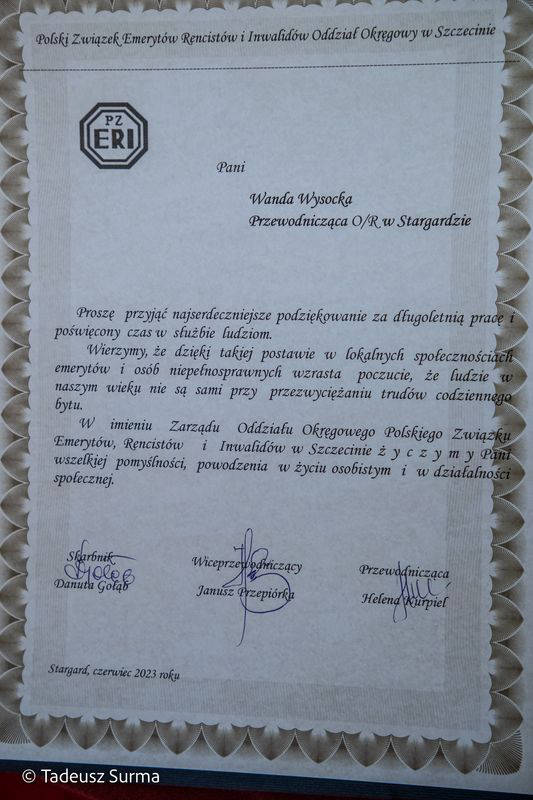 Polski Związek Emerytów Rencistów i Inwalidów Oddział Okręgowy w Szczecinie
PZ
ERI
Pani
Wanda Wysocka
Przewodnicząca O/R w Stargardzie
Proszę przyjąć najserdeczniejsze podziękowanie za długoletnią pracę i
poświęcony czas w służbie ludziom.
Wierzymy, że dzięki takiej postawie w lokalnych społecznościach
emerytów i osób niepełnosprawnych wzrasta poczucie, że ludzie w
naszym wieku nie są sami przy przezwyciężaniu trudów codziennego
bytu.
W imieniu Zarządu Oddziału Okręgowego Polskiego Związku
Emerytów, Rencistów i Inwalidów w Szczecinie ż y c z y m y Pani
wszelkiej pomyślności, powodzenia w życiu osobistym i w działalności
społecznej.
Skarbnik Wiceprzewodniczący Przewodnicząca
Danuta Gołąb Janusz Przepiórka Helena Kurpiel
Stargard, czerwiec 2023 roku
© Tadeusz Surma